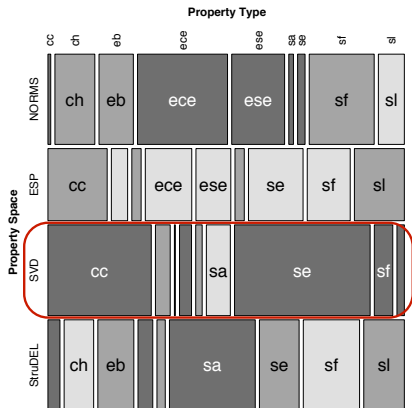 Property Type
cc ch eb ece ese sa se sf sl
Property Space
NORMS
ch eb ece ese sf sl
ESP
cc ece ese se sf sl
SVD
cc sa se sf
StruDEL
ch eb sa se sf sl